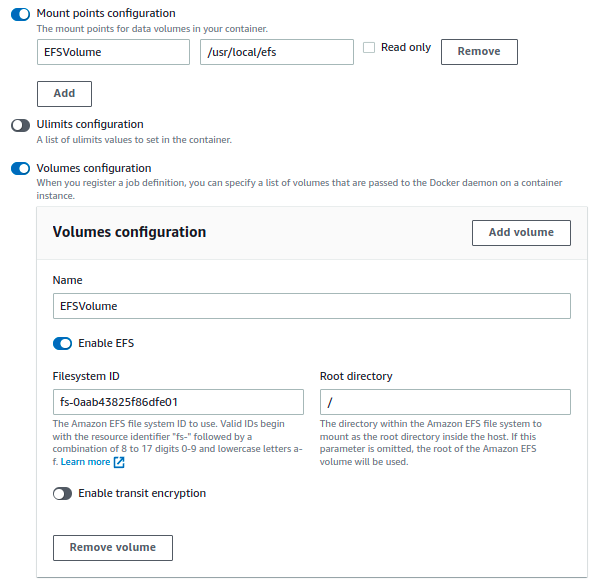 Mount points configuration
The mount points for data volumes in your container.
EFSVolume /usr/local/efs Read only Remove
Add
Ulimits configuration
A list of ulimits values to set in the container.
Volumes configuration
When you register a job definition, you can specify a list of volumes that are passed to the Docker daemon on a container
instance.
Volumes configuration Add volume
Name
EFSVolume
Enable EFS
Filesystem ID
fs-0aab43825f86dfe01
The Amazon EFS file system ID to use. Valid IDs begin
with the resource identifier "fs-" followed by a
combination of 8 to 17 digits 0-9 and lowercase letters a-
f. Learn more
Root directory
/
The directory within the Amazon EFS file system to
mount as the root directory inside the host. If this
parameter is omitted, the root of the Amazon EFS
volume will be used.
Enable transit encryption
Remove volume